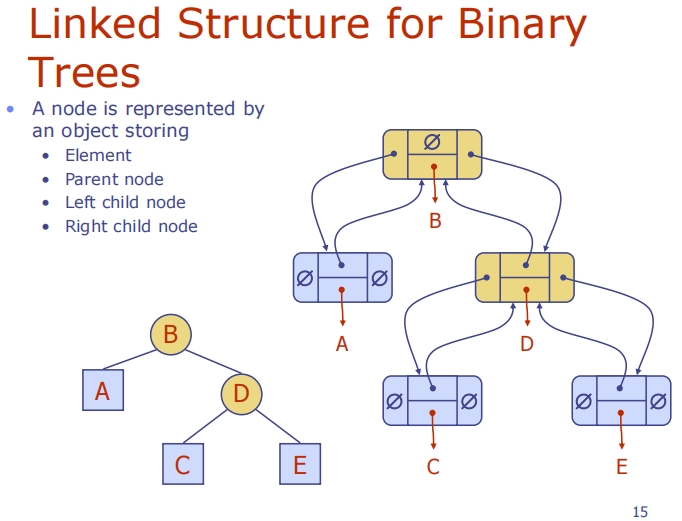 Linked Structure for Binary
Trees
• A node is represented by
an object storing
• Element
• Parent node
• Left child node
• Right child node
∅
B
∅ ∅
A
D
∅ ∅
∅ ∅
C
E
B
A
D
C
E
15